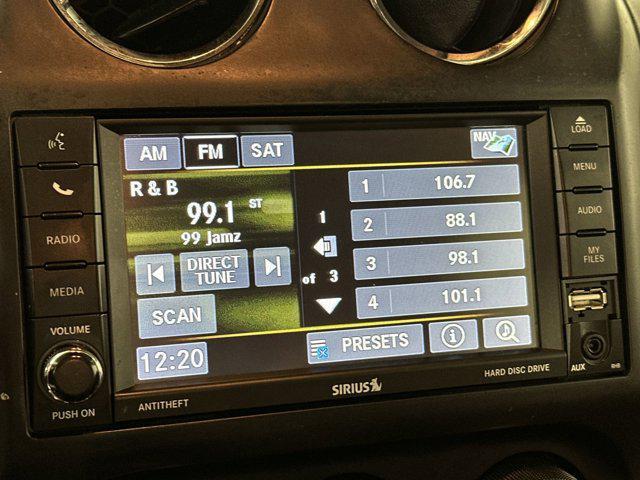 LOAD
AM FM SAT NAV
MENU
R & B
1 106.7
99.1 ST
2 88.1
AUDIO
99 Jamz
1
RADIO
DIRECT TUNE
of 3
3 98.1
MY FILES
MEDIA
SCAN
4 101.1
VOLUME
12:20
PRESETS
i
PUSH ON
ANTITHEFT
SIRIUS
HARD DISC DRIVE
AUX